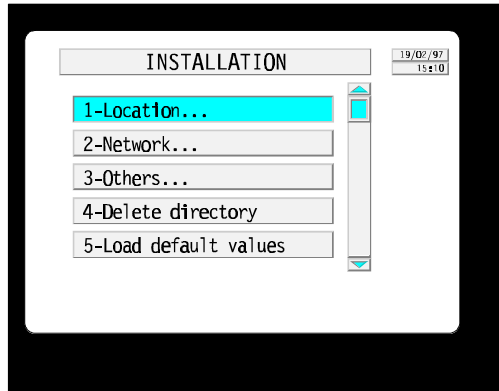 INSTALLATION
19/02/97
15:10
1-Location...
2-Network...
3-Others...
4-Delete directory
5-Load default values